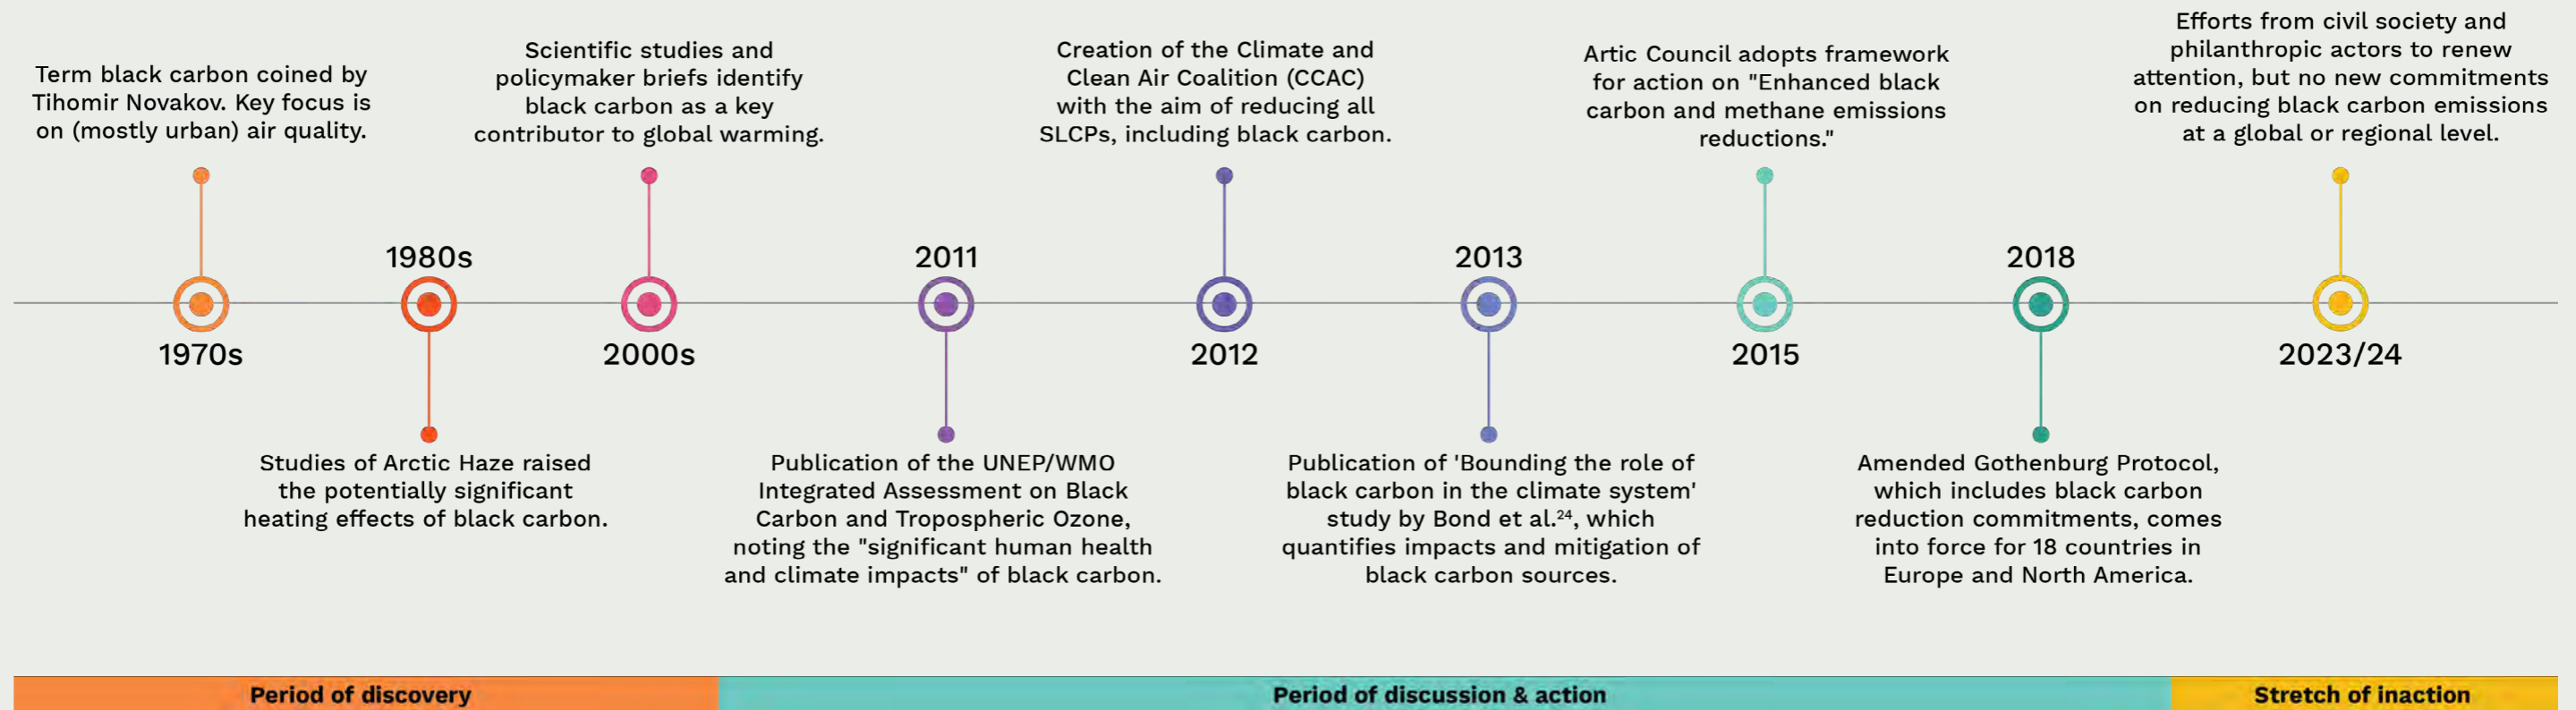 Term black carbon coined by
Tihomir Novakov. Key focus is
on (mostly urban) air quality.
1970s
1980s
Studies of Arctic Haze raised
the potentially significant
heating effects of black carbon.
Scientific studies and
policymaker briefs identify
black carbon as a key
contributor to global warming.
2000s
2011
Publication of the UNEP/WMO
Integrated Assessment on Black
Carbon and Tropospheric Ozone,
noting the "significant human health
and climate impacts" of black carbon.
Creation of the Climate and
Clean Air Coalition (CCAC)
with the aim of reducing all
SLCPs, including black carbon.
2012
2013
Publication of 'Bounding the role of
black carbon in the climate system'
study by Bond et al.²⁴, which
quantifies impacts and mitigation of
black carbon sources.
Artic Council adopts framework
for action on "Enhanced black
carbon and methane emissions
reductions."
2015
2018
Amended Gothenburg Protocol,
which includes black carbon
reduction commitments, comes
into force for 18 countries in
Europe and North America.
Efforts from civil society and
philanthropic actors to renew
attention, but no new commitments
on reducing black carbon emissions
at a global or regional level.
2023/24
Period of discovery
Period of discussion & action
Stretch of inaction